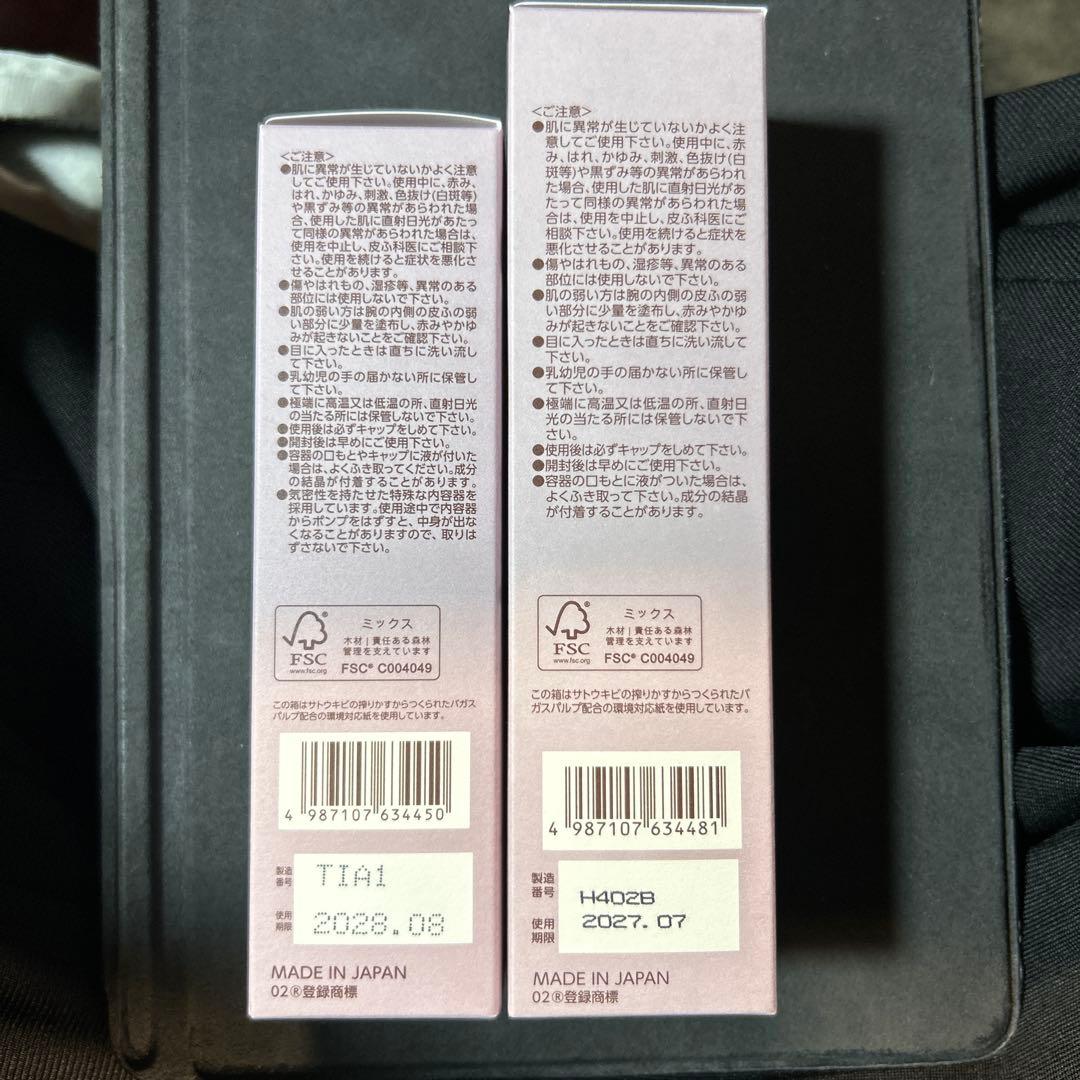 ＜ご注意＞
●肌に異常が生じていないかよく注意
してご使用下さい。使用中に、赤み、
はれ、かゆみ、刺激、色抜け(白斑等)
や黒ずみ等の異常があらわれた場
合、使用した肌に直射日光があたっ
て同様の異常があらわれた場合は、
使用を中止し、皮ふ科医にご相談下
さい。使用を続けると症状を悪化さ
せることがあります。
●傷やはれもの、湿疹等、異常のある
部位には使用しないで下さい。
●肌の弱い方は腕の内側の皮ふの弱
い部分に少量を塗布し、赤みやかゆ
みが起きないことをご確認下さい。
●目に入ったときは直ちに洗い流し
て下さい。
●乳幼児の手の届かない所に保管し
て下さい。
●極端に高温又は低温の所、直射日光
の当たる所には保管しないで下さい。
●使用後は必ずキャップをしめて下さい。
●開封後は早めにご使用下さい。
●容器の口もとやキャップに液が付いた
場合は、よくふき取ってください。成分
の結晶が付着することがあります。
●気密性を持たせた特殊な内容器を
採用しています。使用途中で内容器
からポンプをはずすと、中身が出な
くなることがありますので、取りは
ずさないで下さい。
FSC®
www.fsc.org
ミックス
木材｜責任ある森林
管理を支えています
FSC® C004049
この箱はサトウキビの搾りかすからつくられたバガス
パルプ配合の環境対応紙を使用しています。
4 987107 634450
製造
番号
TIA1
使用
期限
2028.08
MADE IN JAPAN
02®登録商標
＜ご注意＞
●肌に異常が生じていないかよく注
意してご使用下さい。使用中に、赤
み、はれ、かゆみ、刺激、色抜け(白
斑等)や黒ずみ等の異常があらわれ
た場合、使用した肌に直射日光があ
たって同様の異常があらわれた場合
は、使用を中止し、皮ふ科医にご
相談下さい。使用を続けると症状を
悪化させることがあります。
●傷やはれもの、湿疹等、異常のある
部位には使用しないで下さい。
●肌の弱い方は腕の内側の皮ふの弱
い部分に少量を塗布し、赤みやかゆ
みが起きないことをご確認下さい。
●目に入ったときは直ちに洗い流して
下さい。
●乳幼児の手の届かない所に保管し
て下さい。
●極端に高温又は低温の所、直射日
光の当たる所には保管しないで下
さい。
●使用後は必ずキャップをしめて下さい。
●開封後は早めにご使用下さい。
●容器の口もとに液がついた場合は、
よくふき取って下さい。成分の結晶
が付着することがあります。
FSC®
www.fsc.org
ミックス
木材｜責任ある森林
管理を支えています
FSC® C004049
この箱はサトウキビの搾りかすからつくられたバ
ガスパルプ配合の環境対応紙を使用しています。
4 987107 634481
製造
番号
H402B
使用
期限
2027.07
MADE IN JAPAN
02®登録商標